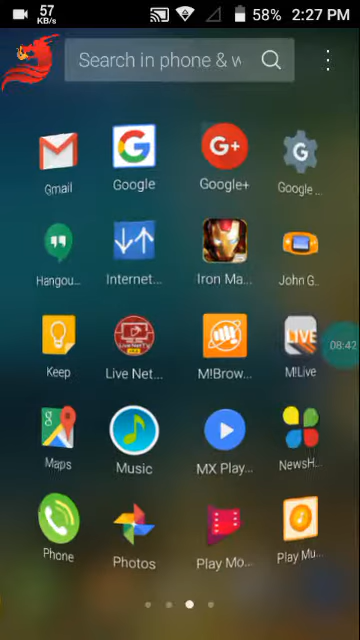 57 KB/s 58% 2:27 PM
Search in phone & w
Gmail Google Google+ Google ...
Hangou... Internet... Iron Ma... John G..
Keep Live Net... M!Brow... M!Live
Maps Music MX Play... NewsH...
Phone Photos Play Mo... Play Mu...
G G+ G
LIVE
08:42